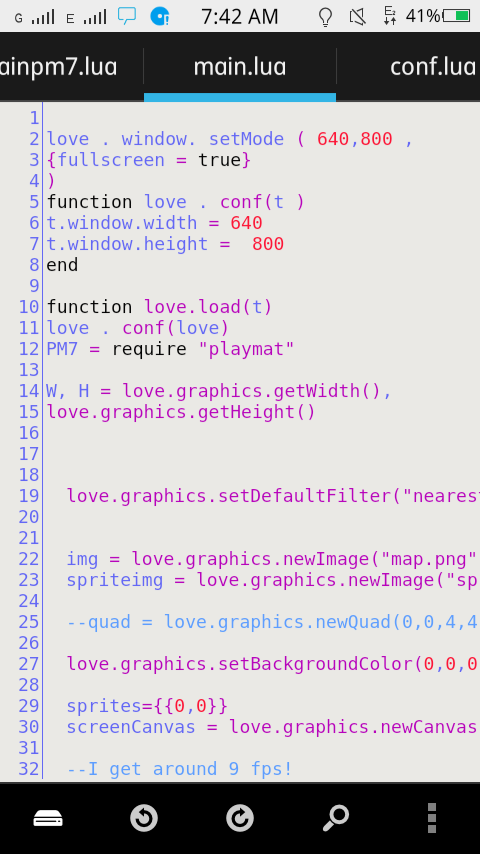 G E 7:42 AM E2 41%
ainpm7.lua main.lua conf.lua
1
2 love . window. setMode ( 640,800 ,
3 {fullscreen = true}
4 )
5 function love . conf(t )
6 t.window.width = 640
7 t.window.height =  800
8 end
9
10 function love.load(t)
11 love . conf(love)
12 PM7 = require "playmat"
13
14 W, H = love.graphics.getWidth(),
15 love.graphics.getHeight()
16
17
18
19 love.graphics.setDefaultFilter("neares
20
21
22 img = love.graphics.newImage("map.png"
23 spriteimg = love.graphics.newImage("sp
24
25 --quad = love.graphics.newQuad(0,0,4,4
26
27 love.graphics.setBackgroundColor(0,0,0
28
29 sprites={{0,0}}
30 screenCanvas = love.graphics.newCanvas
31
32 --I get around 9 fps!